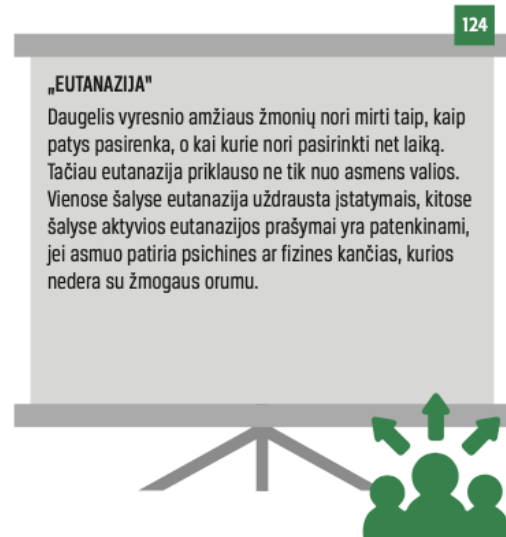 124
„EUTANAZIJA"
Daugelis vyresnio amžiaus žmonių nori mirti taip, kaip
patys pasirenka, o kai kurie nori pasirinkti net laiką.
Tačiau eutanazija priklauso ne tik nuo asmens valios.
Vienose šalyse eutanazija uždrausta įstatymais, kitose
šalyse aktyvios eutanazijos prašymai yra patenkinami,
jei asmuo patiria psichines ar fizines kančias, kurios
nedera su žmogaus orumu.